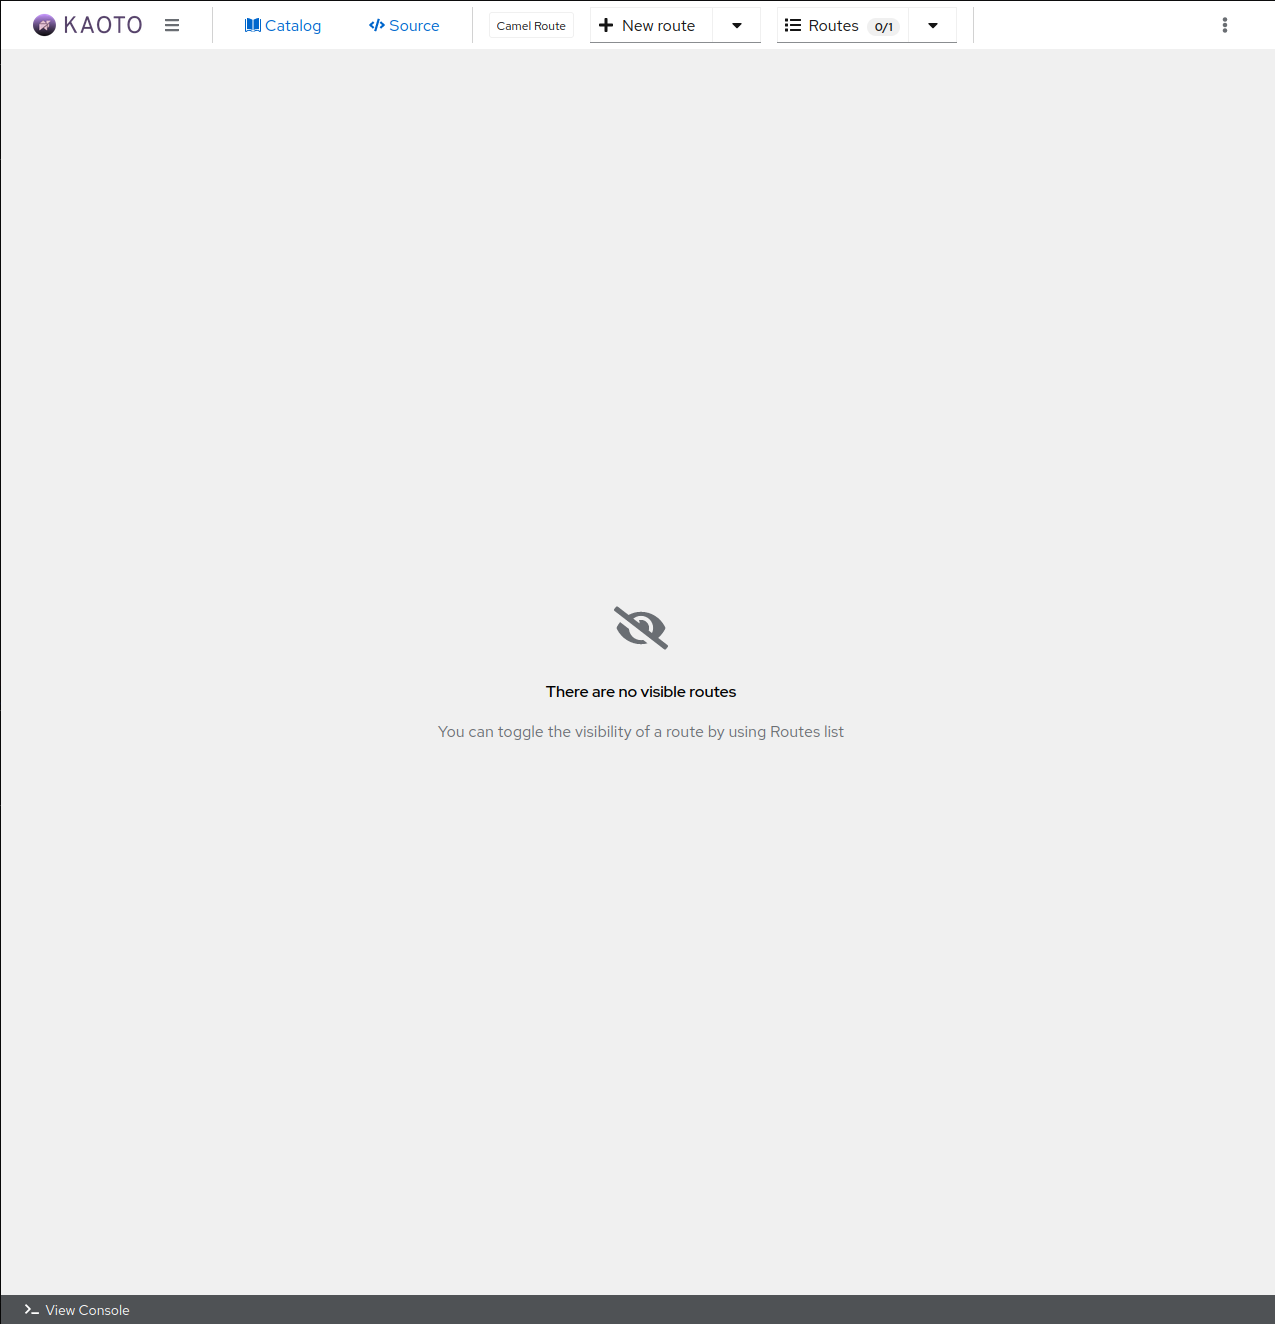 KAOTO
Catalog
Source
Camel Route
New route
Routes 0/1
There are no visible routes
You can toggle the visibility of a route by using Routes list
View Console